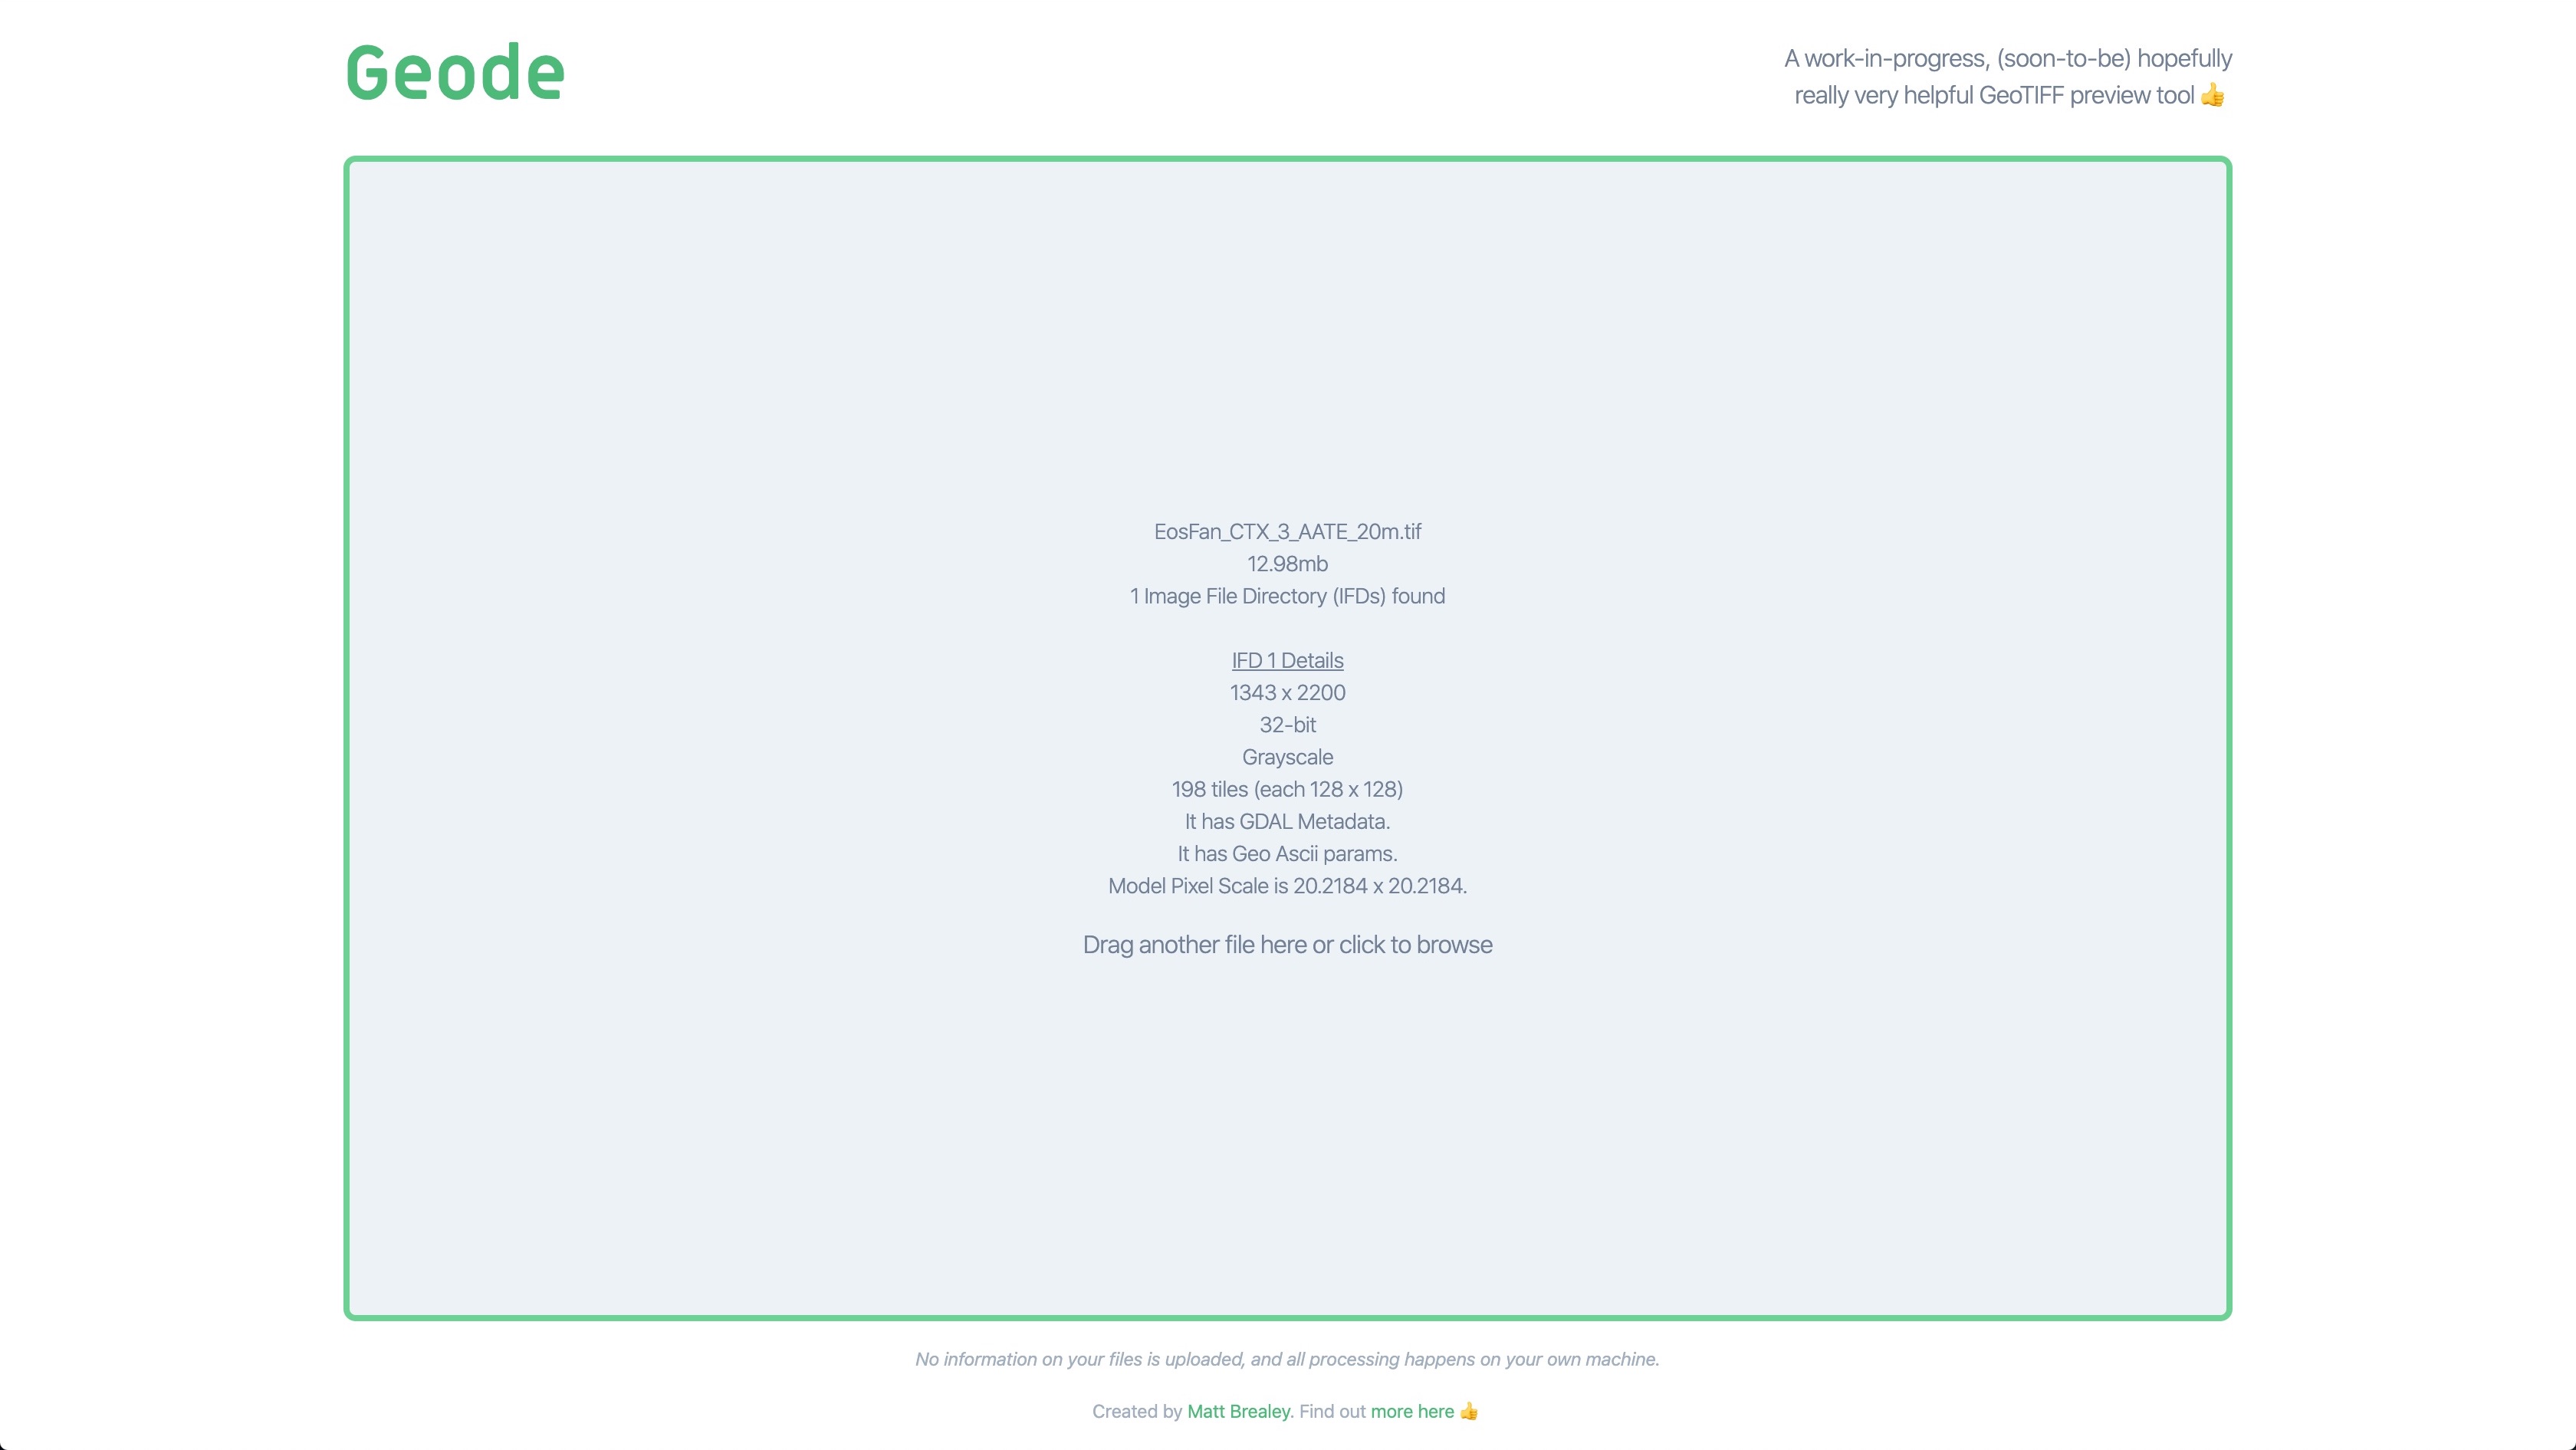 Geode
A work-in-progress, (soon-to-be) hopefully
really very helpful GeoTIFF preview tool 👍
EosFan_CTX_3_AATE_20m.tif
12.98mb
1 Image File Directory (IFDs) found
IFD 1 Details
1343 x 2200
32-bit
Grayscale
198 tiles (each 128 x 128)
It has GDAL Metadata.
It has Geo Ascii params.
Model Pixel Scale is 20.2184 x 20.2184.
Drag another file here or click to browse
No information on your files is uploaded, and all processing happens on your own machine.
Created by Matt Brealey. Find out more here 👍